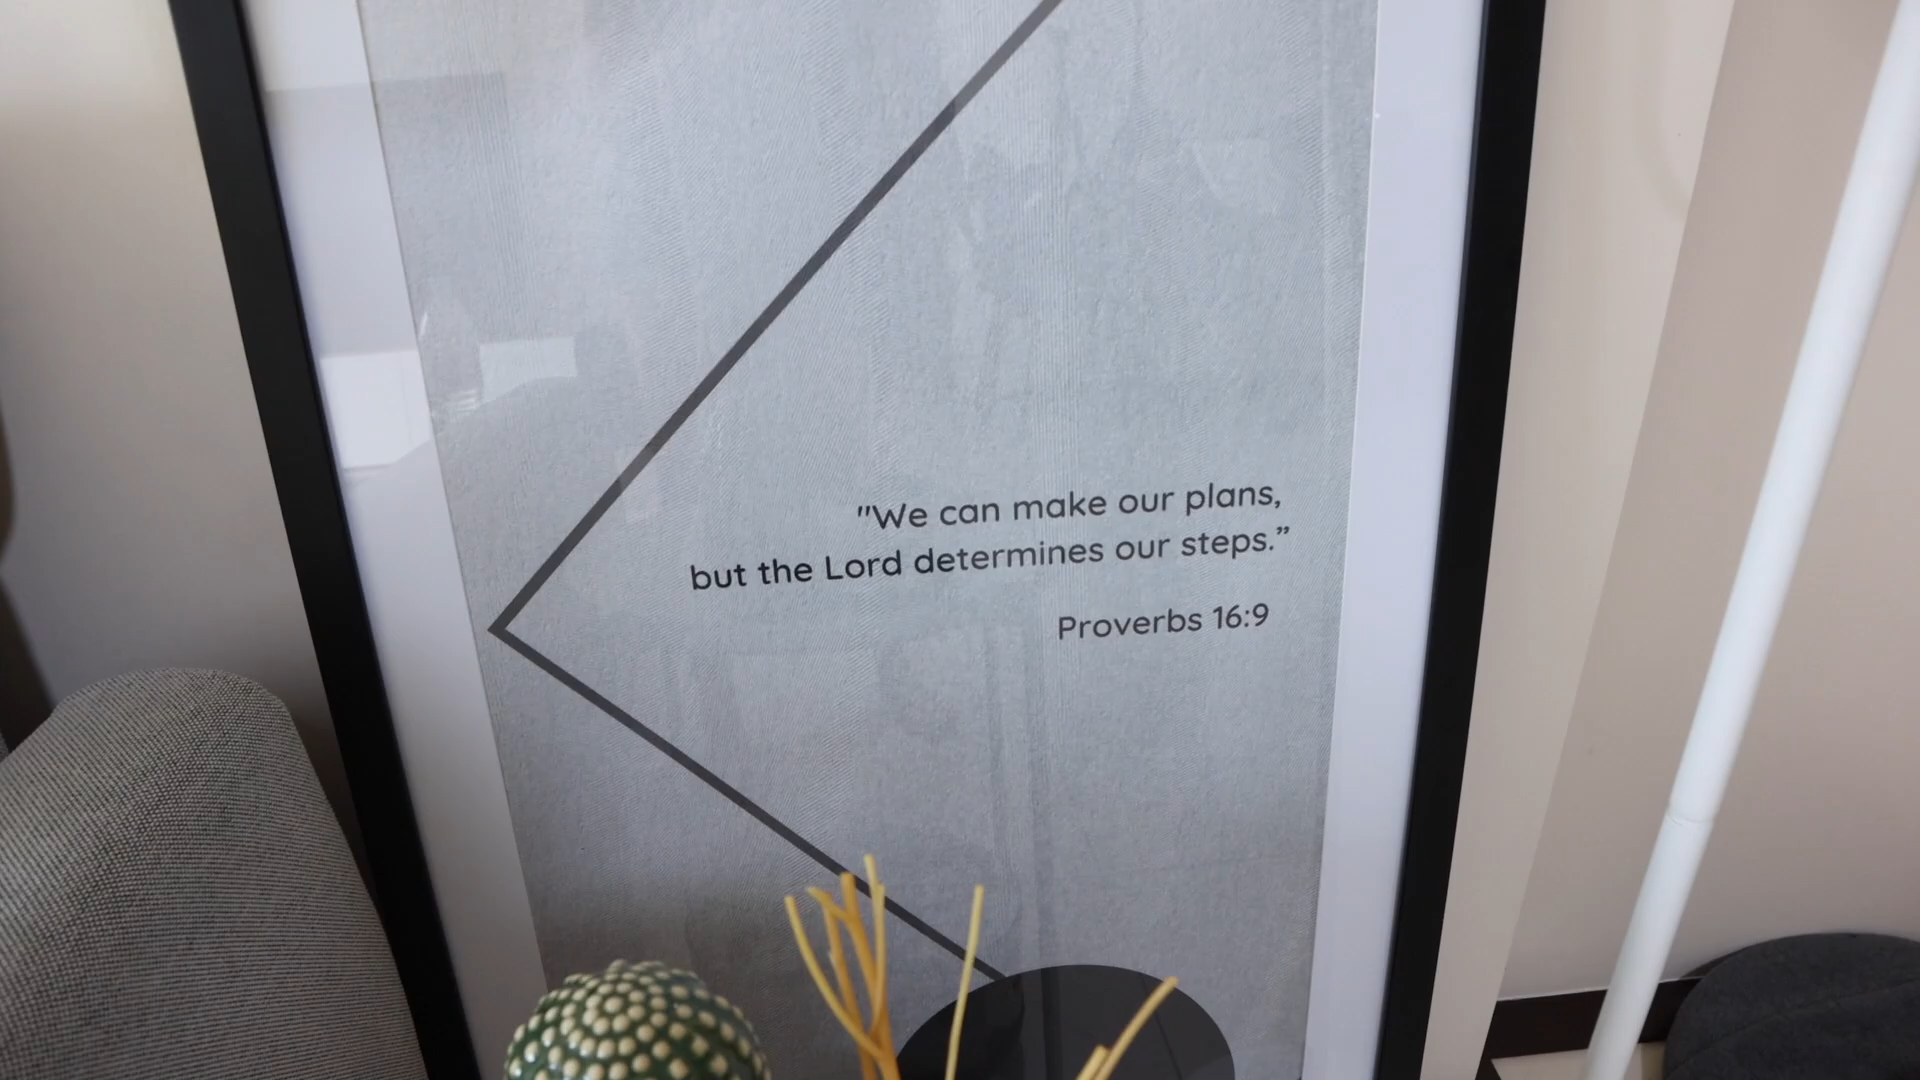 "We can make our plans,
but the Lord determines our steps.”
Proverbs 16:9